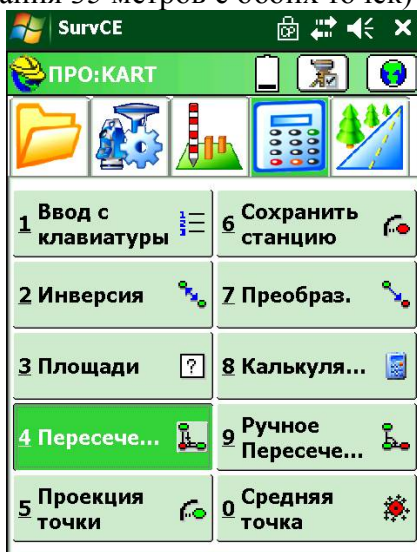 SurvCE
ПРО:KART
1 Ввод с
клавиатуры
6 Сохранить
станцию
2 Инверсия
7 Преобраз.
3 Площади
?
8 Калькуля...
4 Пересече...
9 Ручное
Пересече...
5 Проекция
точки
0 Средняя
точка